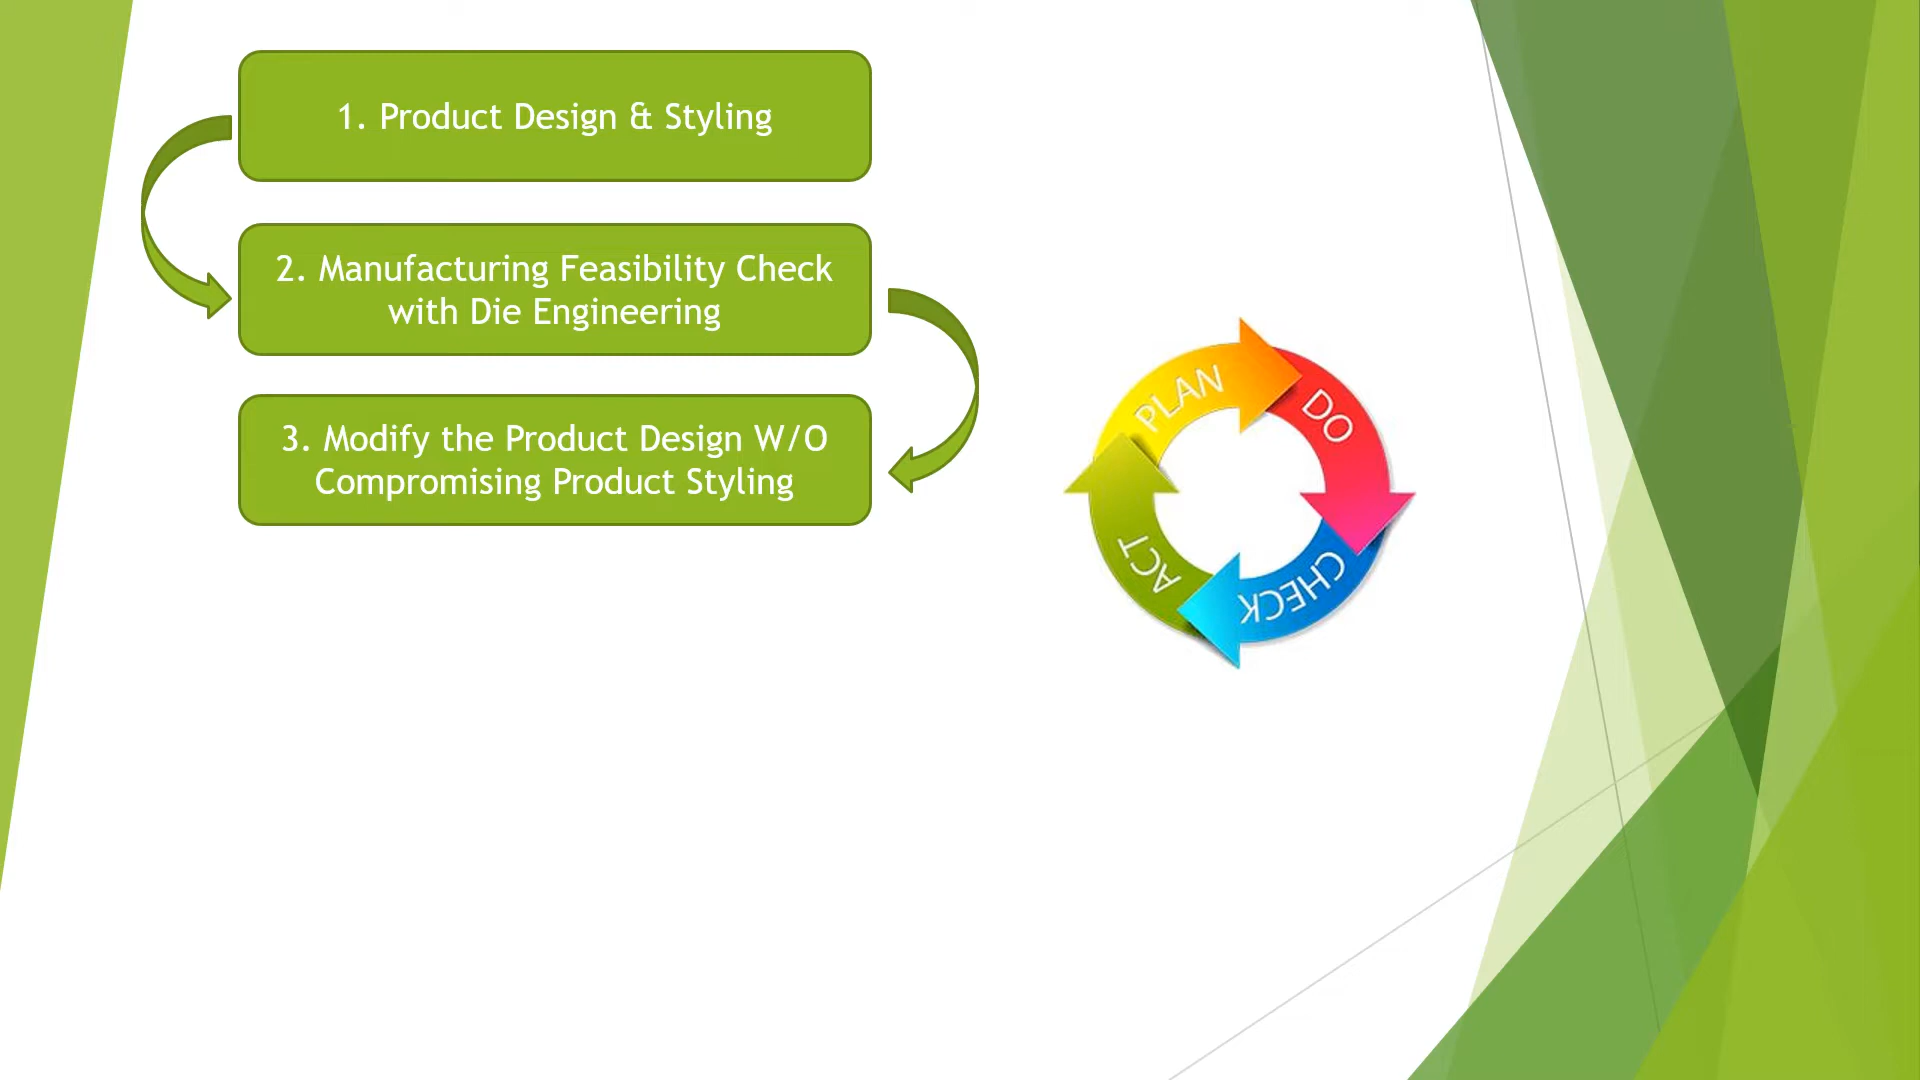 1. Product Design & Styling
2. Manufacturing Feasibility Check
with Die Engineering
3. Modify the Product Design W/O
Compromising Product Styling
PLAN
DO
CHECK
ACT